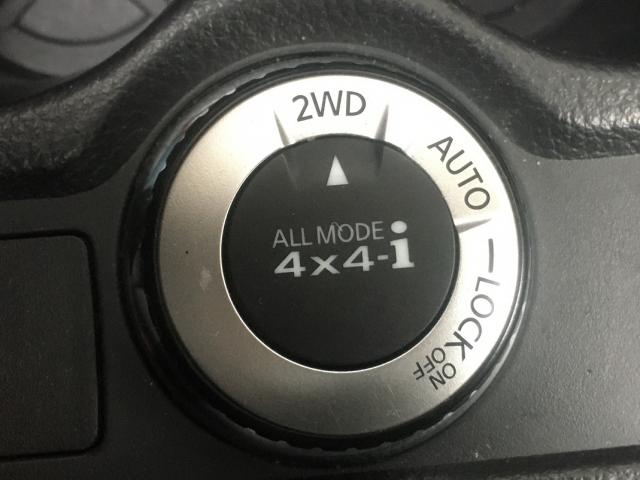 2WD
AUTO
LOCK
ON
OFF
ALL MODE
4x4-i